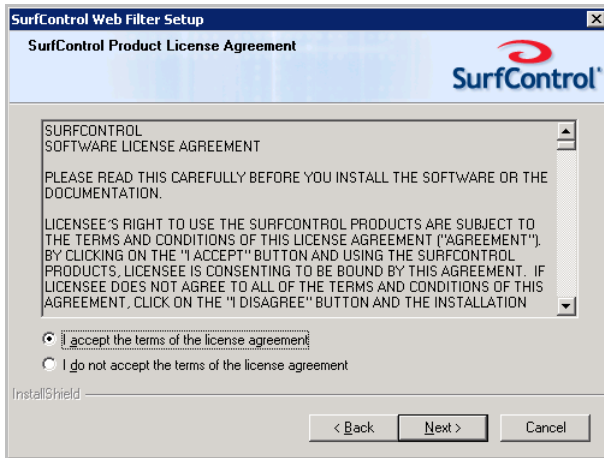 SurfControl Web Filter Setup
SurfControl Product License Agreement
SurfControl
SURFCONTROL
SOFTWARE LICENSE AGREEMENT
PLEASE READ THIS CAREFULLY BEFORE YOU INSTALL THE SOFTWARE OR THE
DOCUMENTATION.
LICENSEE'S RIGHT TO USE THE SURFCONTROL PRODUCTS ARE SUBJECT TO
THE TERMS AND CONDITIONS OF THIS LICENSE AGREEMENT ("AGREEMENT").
BY CLICKING ON THE "I ACCEPT" BUTTON AND USING THE SURFCONTROL
PRODUCTS, LICENSEE IS CONSENTING TO BE BOUND BY THIS AGREEMENT. IF
LICENSEE DOES NOT AGREE TO ALL OF THE TERMS AND CONDITIONS OF THIS
AGREEMENT, CLICK ON THE "I DISAGREE" BUTTON AND THE INSTALLATION
I accept the terms of the license agreement
I do not accept the terms of the license agreement
InstallShield
< Back
Next >
Cancel